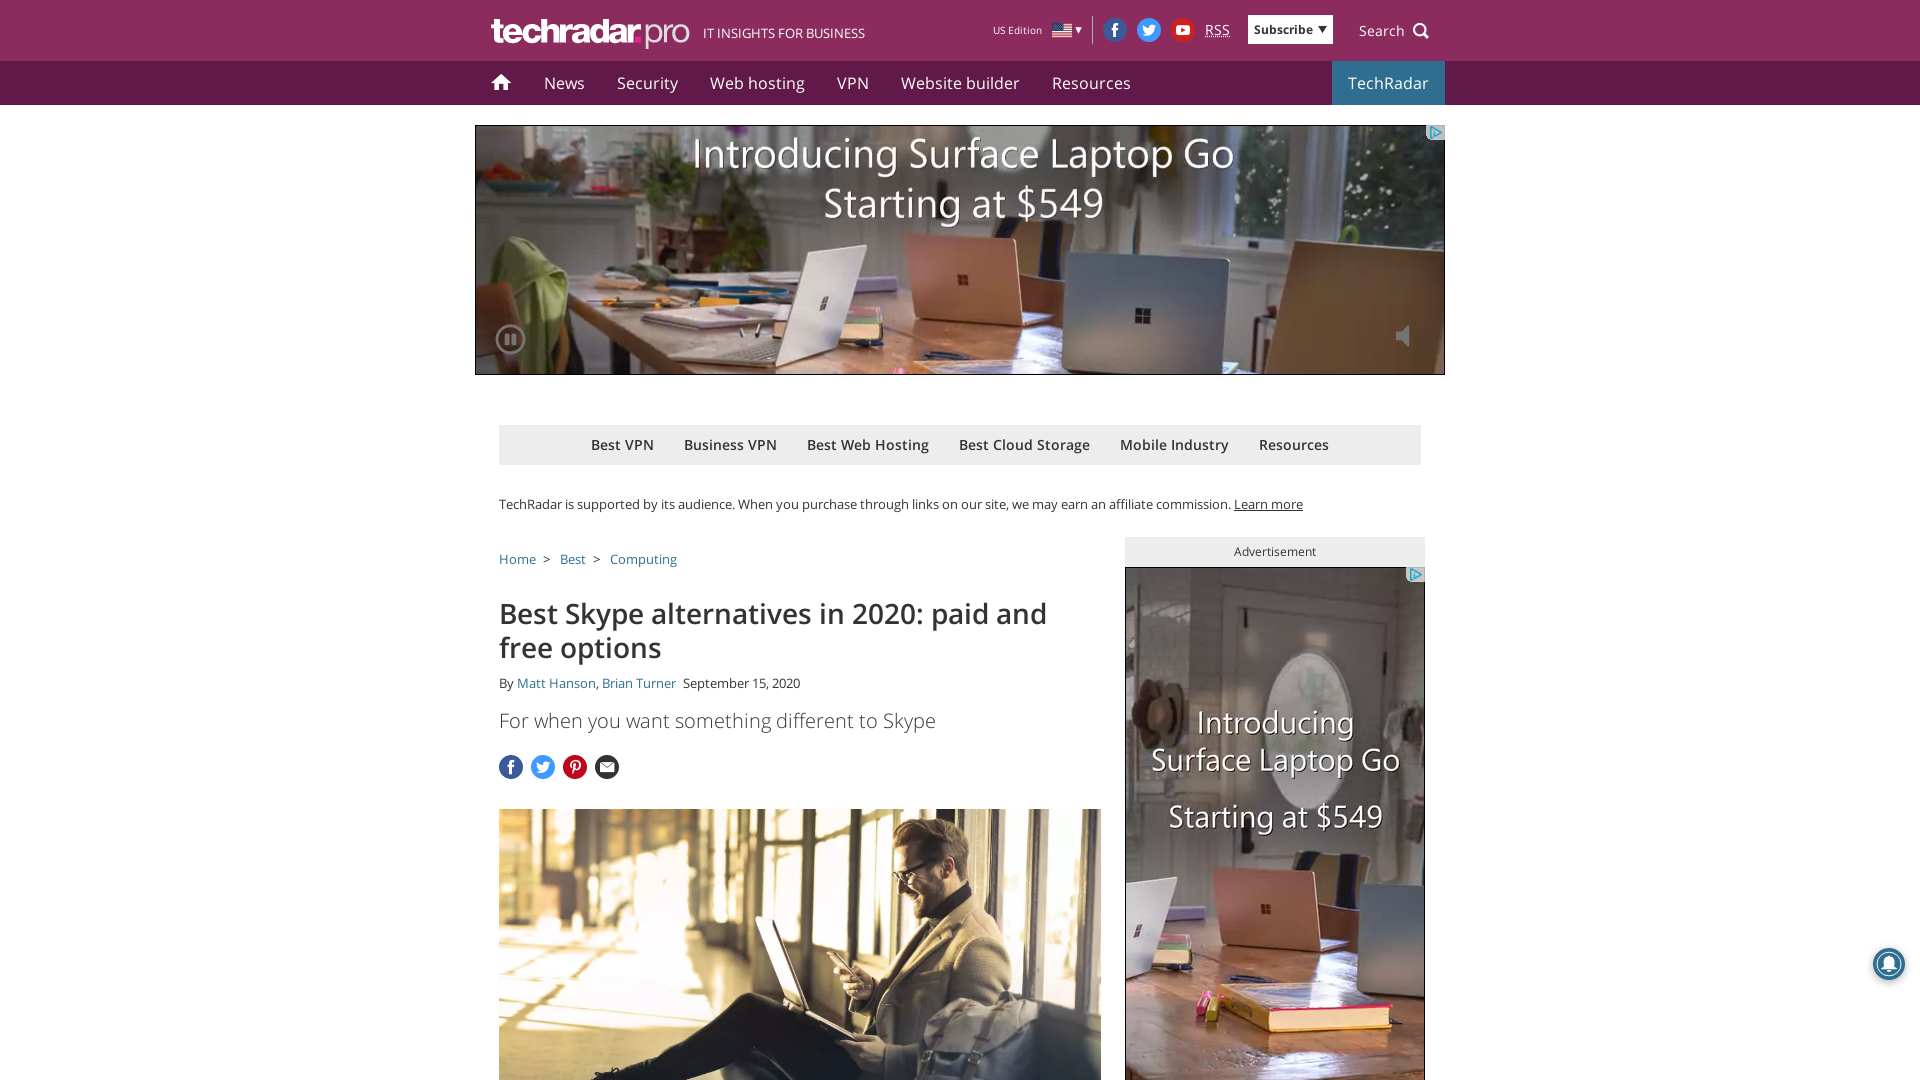 techradar.pro IT INSIGHTS FOR BUSINESS
US Edition
RSS
Subscribe
Search
News
Security
Web hosting
VPN
Website builder
Resources
TechRadar
Introducing Surface Laptop Go
Starting at $549
Best VPN
Business VPN
Best Web Hosting
Best Cloud Storage
Mobile Industry
Resources
TechRadar is supported by its audience. When you purchase through links on our site, we may earn an affiliate commission. Learn more
Home > Best > Computing
Best Skype alternatives in 2020: paid and
free options
By Matt Hanson, Brian Turner September 15, 2020
For when you want something different to Skype
Advertisement
Introducing
Surface Laptop Go
Starting at $549